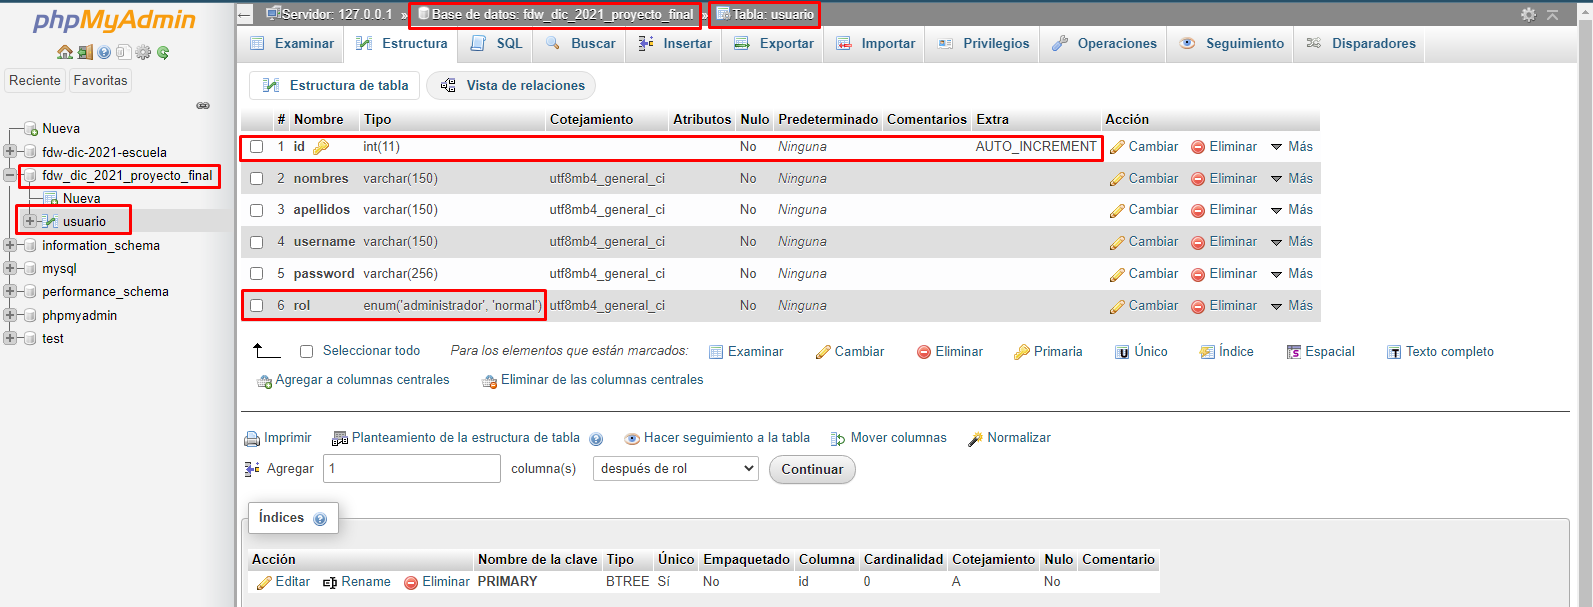 phpMyAdmin
Reciente Favoritas
Nueva
fdw-dic-2021-escuela
fdw_dic_2021_proyecto_final
Nueva
usuario
information_schema
mysql
performance_schema
phpmyadmin
test
Servidor: 127.0.0.1 » Base de datos: fdw_dic_2021_proyecto_final » Tabla: usuario
Examinar Estructura SQL Buscar Insertar Exportar Importar Privilegios Operaciones Seguimiento Disparadores
Estructura de tabla Vista de relaciones
# Nombre Tipo Cotejamiento Atributos Nulo Predeterminado Comentarios Extra Acción
1 id int(11) No Ninguna AUTO_INCREMENT Cambiar Eliminar Más
2 nombres varchar(150) utf8mb4_general_ci No Ninguna Cambiar Eliminar Más
3 apellidos varchar(150) utf8mb4_general_ci No Ninguna Cambiar Eliminar Más
4 username varchar(150) utf8mb4_general_ci No Ninguna Cambiar Eliminar Más
5 password varchar(256) utf8mb4_general_ci No Ninguna Cambiar Eliminar Más
6 rol enum('administrador', 'normal') utf8mb4_general_ci No Ninguna Cambiar Eliminar Más
Seleccionar todo Para los elementos que están marcados: Examinar Cambiar Eliminar Primaria Único Índice Espacial Texto completo
Agregar a columnas centrales Eliminar de las columnas centrales
Imprimir Planteamiento de la estructura de tabla Hacer seguimiento a la tabla Mover columnas Normalizar
Agregar 1 columna(s) después de rol Continuar
Índices
Acción Nombre de la clave Tipo Único Empaquetado Columna Cardinalidad Cotejamiento Nulo Comentario
Editar Rename Eliminar PRIMARY BTREE Sí No id 0 A No